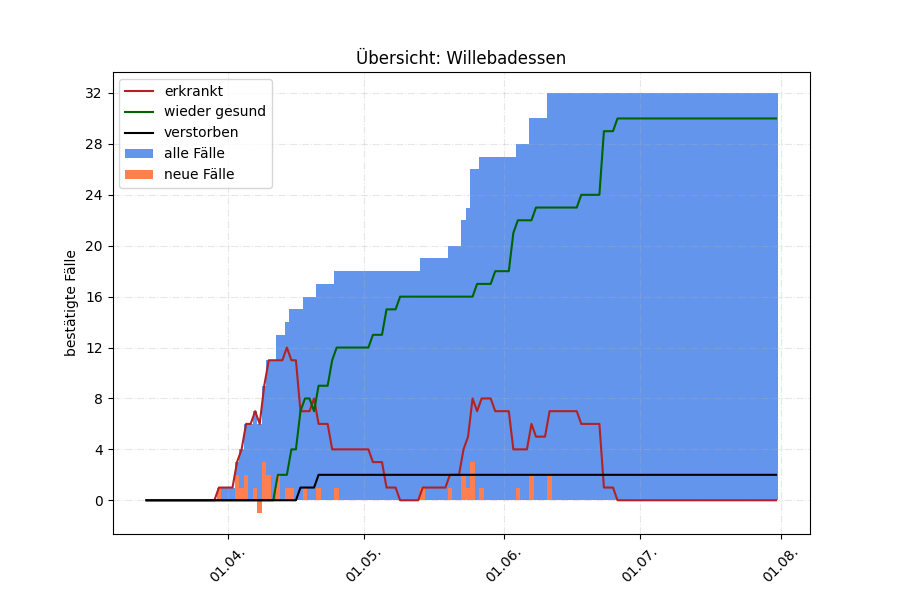 Übersicht: Willebadessen
erkrankt
wieder gesund
verstorben
alle Fälle
neue Fälle
bestätigte Fälle
32
28
24
20
16
12
8
4
0
01.04.
01.05.
01.06.
01.07.
01.08.